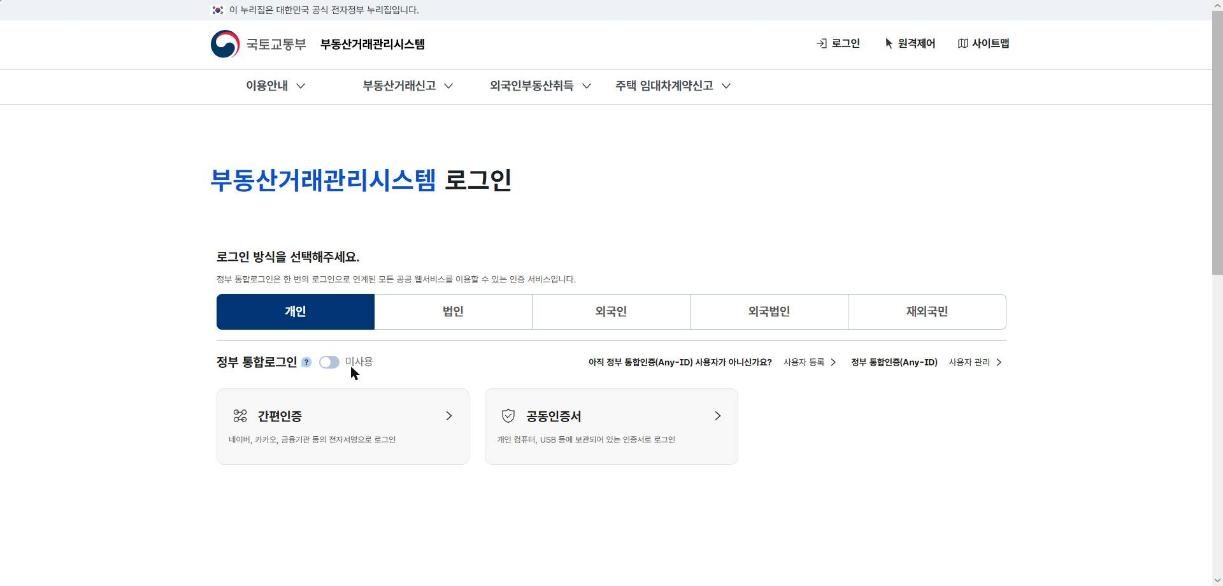 이 누리집은 대한민국 공식 전자정부 누리집입니다.
국토교통부 부동산거래관리시스템 로그인 원격제어 사이트맵
이용안내 부동산거래신고 외국인부동산취득 주택 임대차계약신고
부동산거래관리시스템 로그인
로그인 방식을 선택해주세요.
정부 통합로그인은 한 번의 로그인으로 연계된 모든 공공 웹서비스를 이용할 수 있는 인증 서비스입니다.
개인 법인 외국인 외국법인 재외국민
정부 통합로그인 ? 미사용 아직 정부 통합인증(Any-ID) 사용자가 아니신가요? 사용자 등록 정부 통합인증(Any-ID) 사용자 관리
간편인증 공동인증서
네이버, 카카오, 금융기관 등의 전자서명으로 로그인 개인 컴퓨터, USB 등에 보관되어 있는 인증서로 로그인